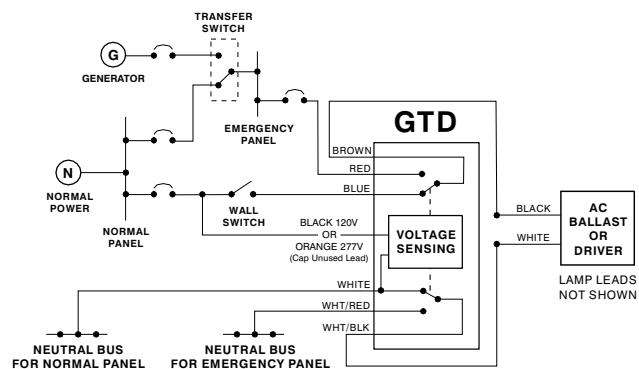 TRANSFER
SWITCH
G
GENERATOR
EMERGENCY
PANEL
GTD
BROWN
RED
BLUE
N
NORMAL
POWER
NORMAL
PANEL
WALL
SWITCH
BLACK 120V
OR
ORANGE 277V
(Cap Unused Lead)
VOLTAGE
SENSING
BLACK
WHITE
AC
BALLAST
OR
DRIVER
LAMP LEADS
NOT SHOWN
WHITE
WHT/RED
WHT/BLK
NEUTRAL BUS
FOR NORMAL PANEL
NEUTRAL BUS
FOR EMERGENCY PANEL